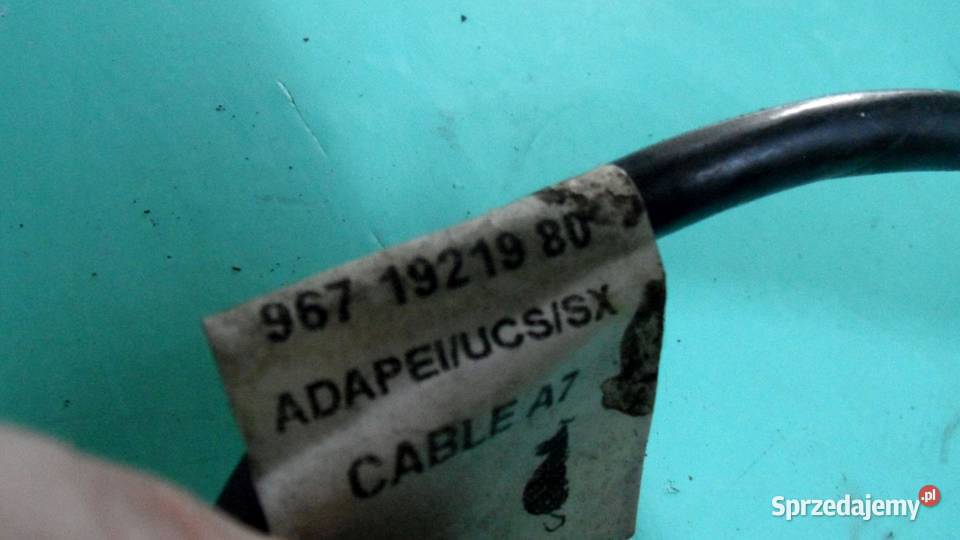 967 19219 80
ADAPEI/UCS/SX
CABLE A7
Sprzedajemy.pl